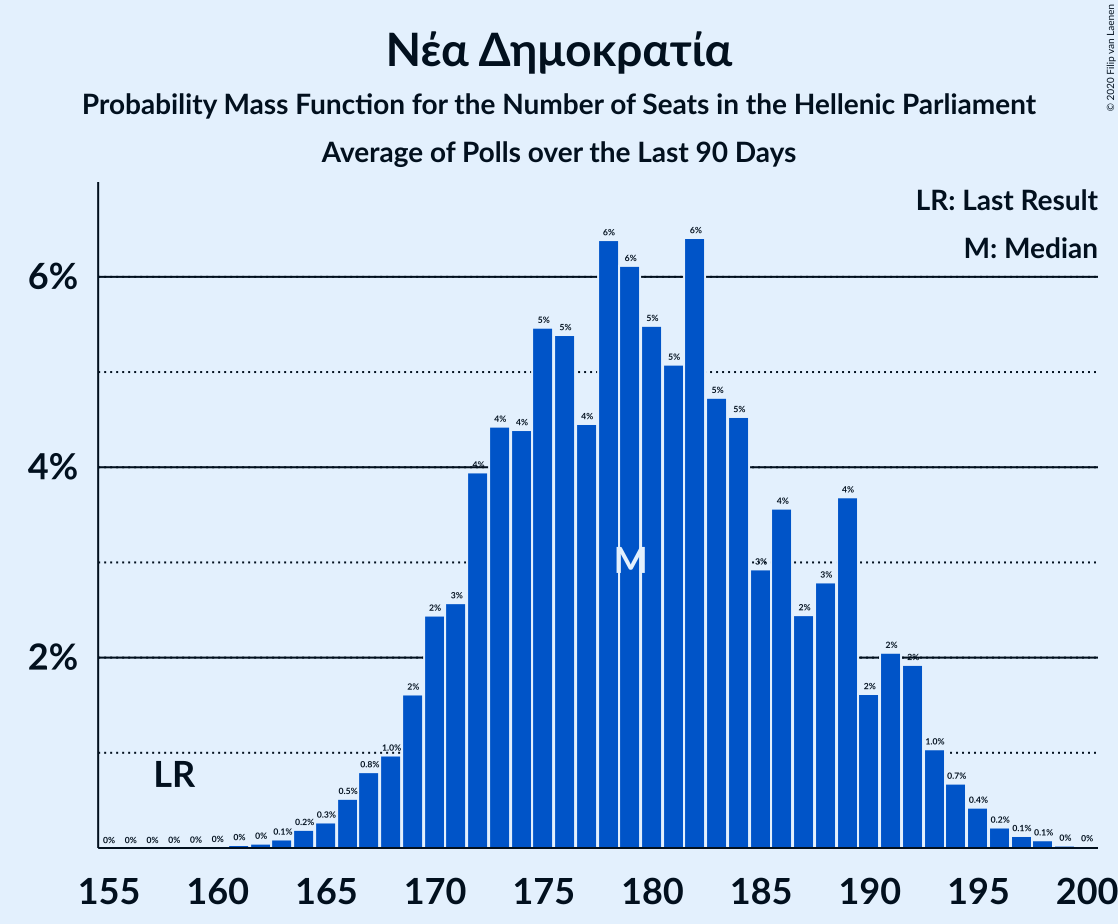 Νέα Δημοκρατία
Probability Mass Function for the Number of Seats in the Hellenic Parliament
Average of Polls over the Last 90 Days
© 2020 Filip van Laenen
LR: Last Result
M: Median
6%
4%
2%
0% 0% 0% 0% 0% 0% 0% 0% 0.1% 0.2% 0.3% 0.5% 0.8% 1.0% 2% 2% 3% 4% 4% 4% 5% 5% 4% 6% 6% 5% 5% 6% 5% 5% 3% 4% 2% 3% 4% 2% 2% 2% 1.0% 0.7% 0.4% 0.2% 0.1% 0.1% 0% 0%
M
LR
155 160 165 170 175 180 185 190 195 200